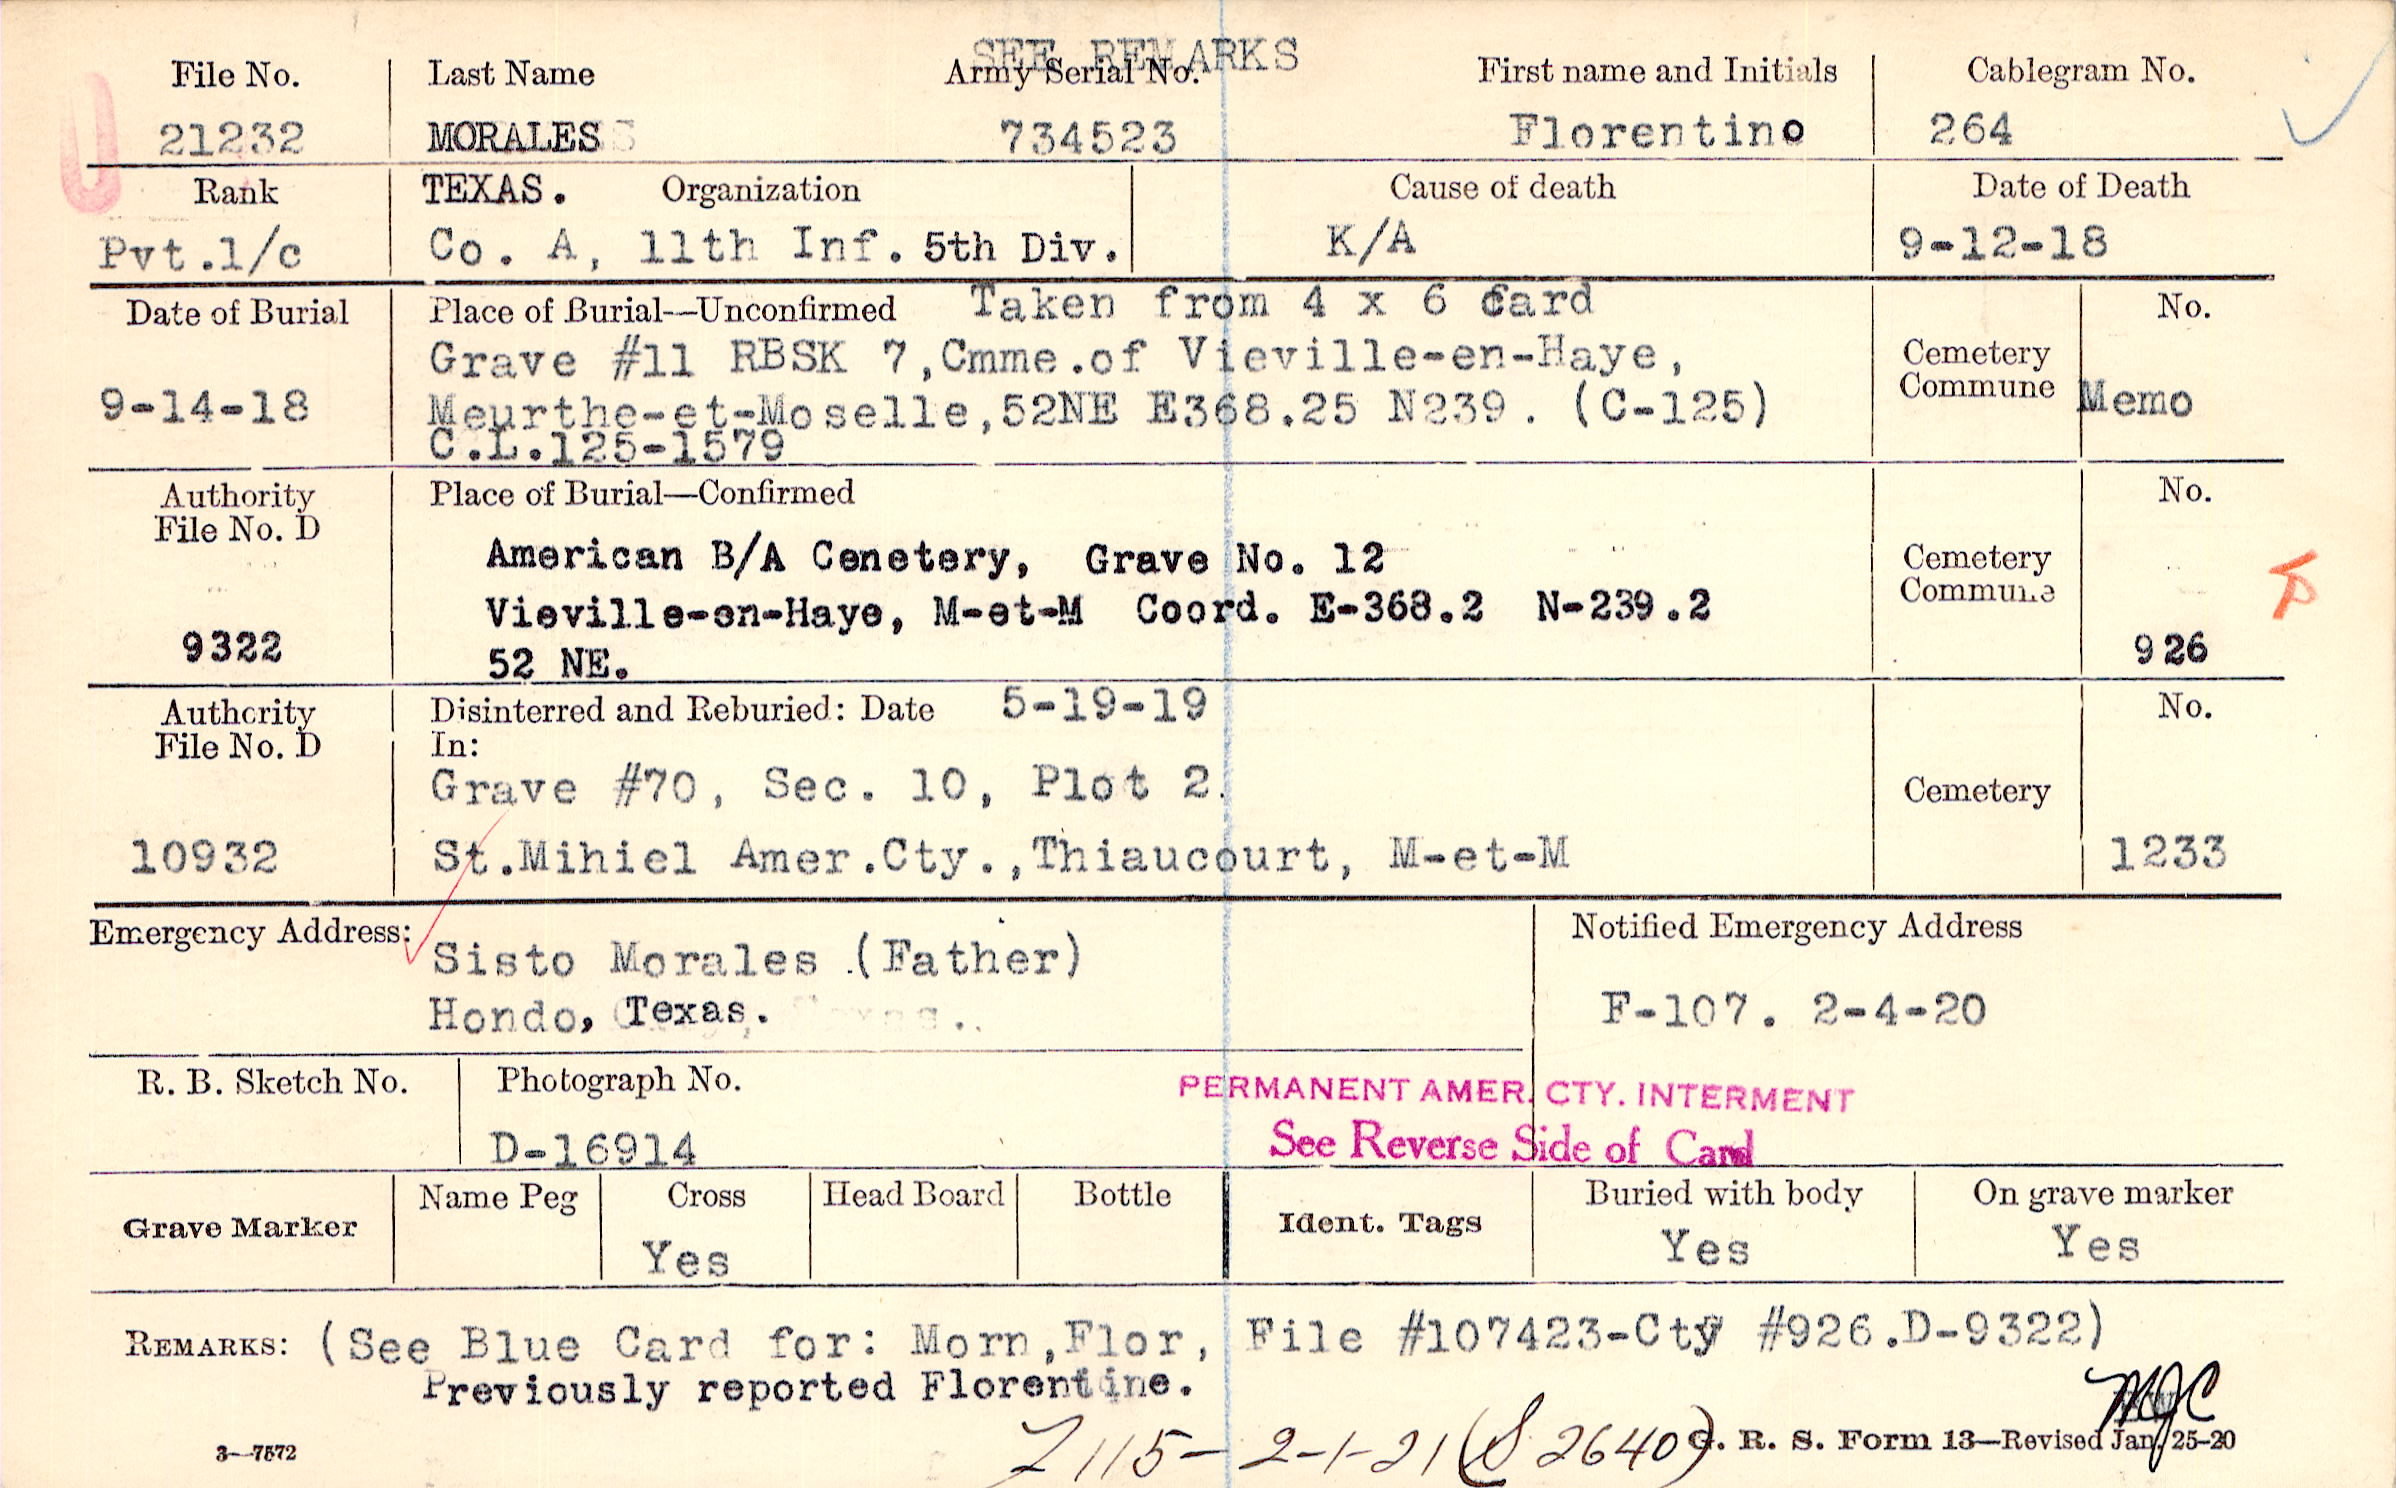 SEE REMARKS
File No. Last Name Army Serial No. First name and Initials Cablegram No.
21232 MORALES 734523 Florentino 264
Rank TEXAS. Organization Cause of death Date of Death
Pvt.1/c Co. A, 11th Inf. 5th Div. K/A 9-12-18
Date of Burial Place of Burial—Unconfirmed Taken from 4 x 6 Card No.
Grave #11 RBSK 7,Cmme.of Vieville-en-Haye, Cemetery
9-14-18 Meurthe-et-Moselle,52NE E368.25 N239. (C-125) Commune Memo
C.L.125-1579
Authority Place of Burial—Confirmed No.
File No. D
American B/A Cenetery, Grave No. 12 Cemetery
Vieville-en-Haye, M-et-M Coord. E-368.2 N-239.2 Commune
9322 52 NE. 926
Authority Disinterred and Reburied: Date 5-19-19 No.
File No. D In:
Grave #70, Sec. 10, Plot 2. Cemetery
10932 St.Mihiel Amer.Cty.,Thiaucourt, M-et-M 1233
Emergency Address: Notified Emergency Address
Sisto Morales (Father)
Hondo, Texas. F-107. 2-4-20
R. B. Sketch No. Photograph No.
PERMANENT AMER. CTY. INTERMENT
D-16914 See Reverse Side of Card
Grave Marker Name Peg Cross Head Board Bottle Ident. Tags Buried with body On grave marker
Yes Yes Yes
REMARKS: (See Blue Card for: Morn,Flor, File #107423-Cty #926.D-9322)
Previously reported Florentine.
MJC
Z115-2-1-21(S 2640)
3—7572 G. R. S. Form 13—Revised Jan. 25-20